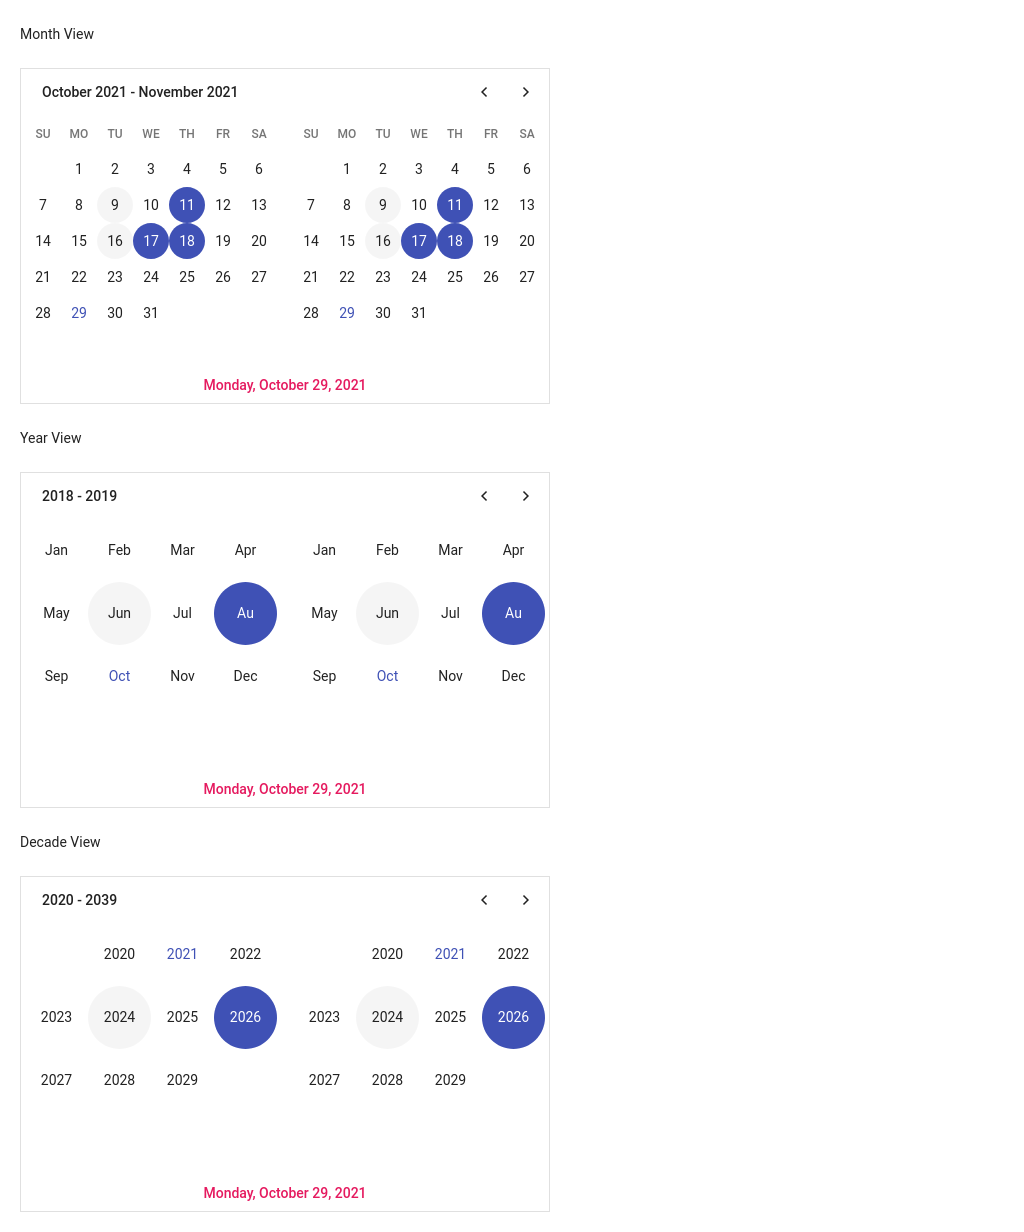 Month View
October 2021 - November 2021
SU MO TU WE TH FR SA SU MO TU WE TH FR SA
1 2 3 4 5 6 1 2 3 4 5 6
7 8 9 10 11 12 13 7 8 9 10 11 12 13
14 15 16 17 18 19 20 14 15 16 17 18 19 20
21 22 23 24 25 26 27 21 22 23 24 25 26 27
28 29 30 31 28 29 30 31
Monday, October 29, 2021
Year View
2018 - 2019
Jan Feb Mar Apr Jan Feb Mar Apr
May Jun Jul Au May Jun Jul Au
Sep Oct Nov Dec Sep Oct Nov Dec
Monday, October 29, 2021
Decade View
2020 - 2039
2020 2021 2022 2020 2021 2022
2023 2024 2025 2026 2023 2024 2025 2026
2027 2028 2029 2027 2028 2029
Monday, October 29, 2021